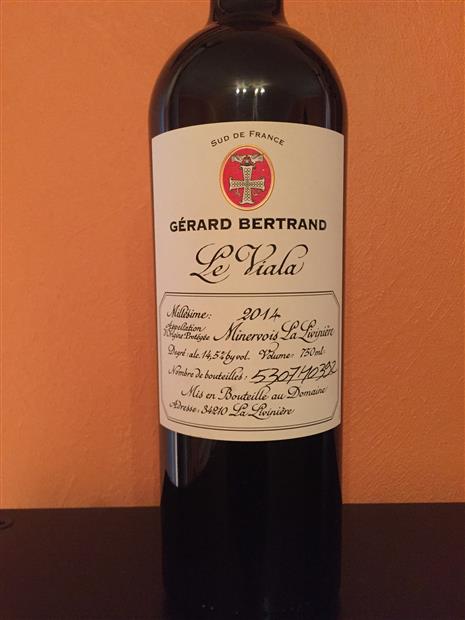 SUD DE FRANCE
GÉRARD BERTRAND
Le Viala
Millésime: 2014
Appellation
d'Origine Protégée Minervois La Livinière
Degré: alc. 14,5% by vol. Volume: 750ml
Nombre de bouteilles:
Mis en Bouteille au Domaine
Adresse: 34210 La Livinière